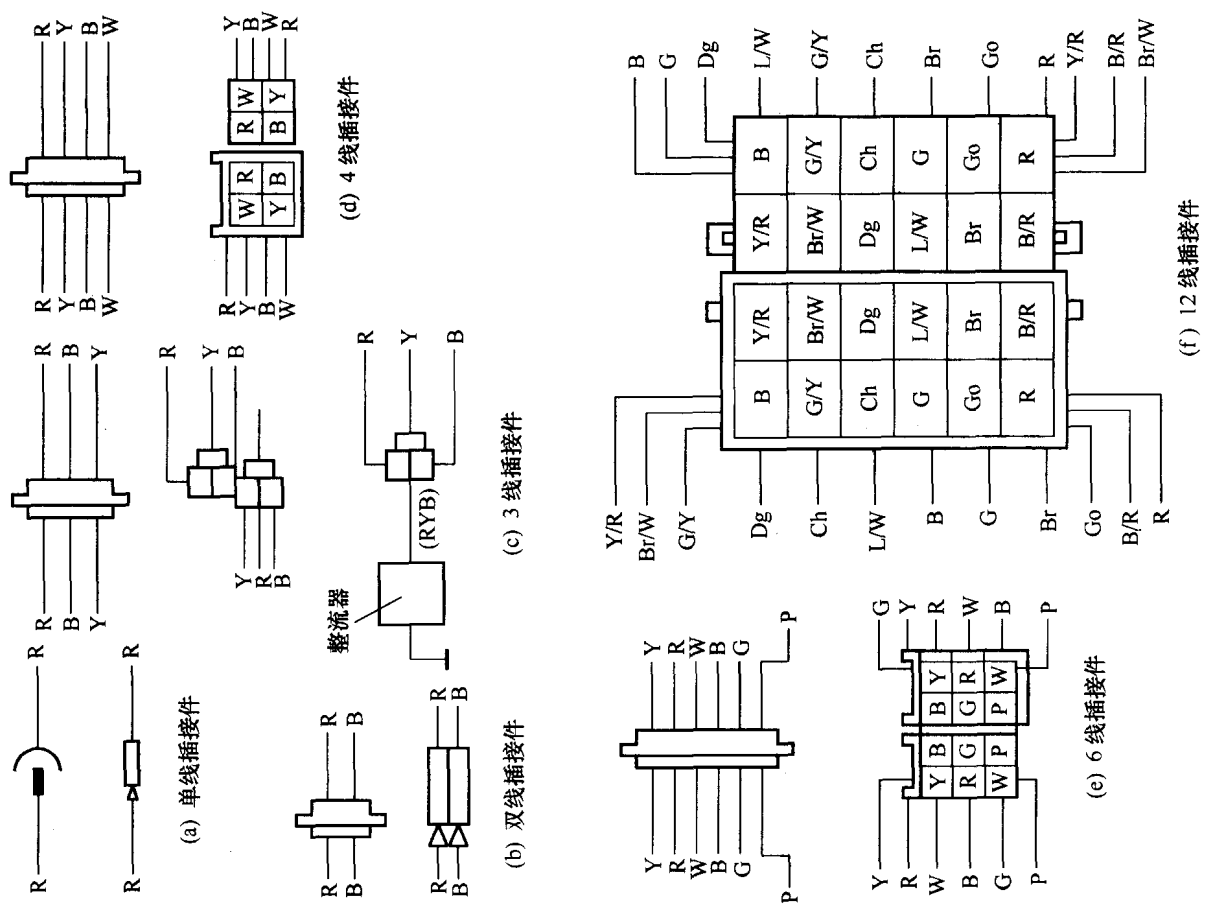 R R
R R
(a) 单线插接件
R R
B B
R R
B B
(b) 双线插接件
R R
B B
Y Y
R
Y
B
Y
R
B
整流器
(RYB)
R
Y
B
(c) 3 线插接件
R R
Y Y
B B
W W
R
Y
B
W
W R R W
Y B B Y
Y
B
W
R
(d) 4 线插接件
Y Y
R R
W W
B B
G G
P P
Y
R
W
B
G
P
Y B B Y
R G G R
W P P W
G
Y
R
W
B
P
(e) 6 线插接件
Y/R
Br/W
G/Y
Dg
Ch
L/W
B
G
Br
Go
B/R
R
B Y/R Y/R B
G/Y Br/W Br/W G/Y
Ch Dg Dg Ch
G L/W L/W G
Go Br Br Go
R B/R B/R R
B
G
Dg
L/W
G/Y
Ch
Br
Go
R
Y/R
B/R
Br/W
(f) 12 线插接件